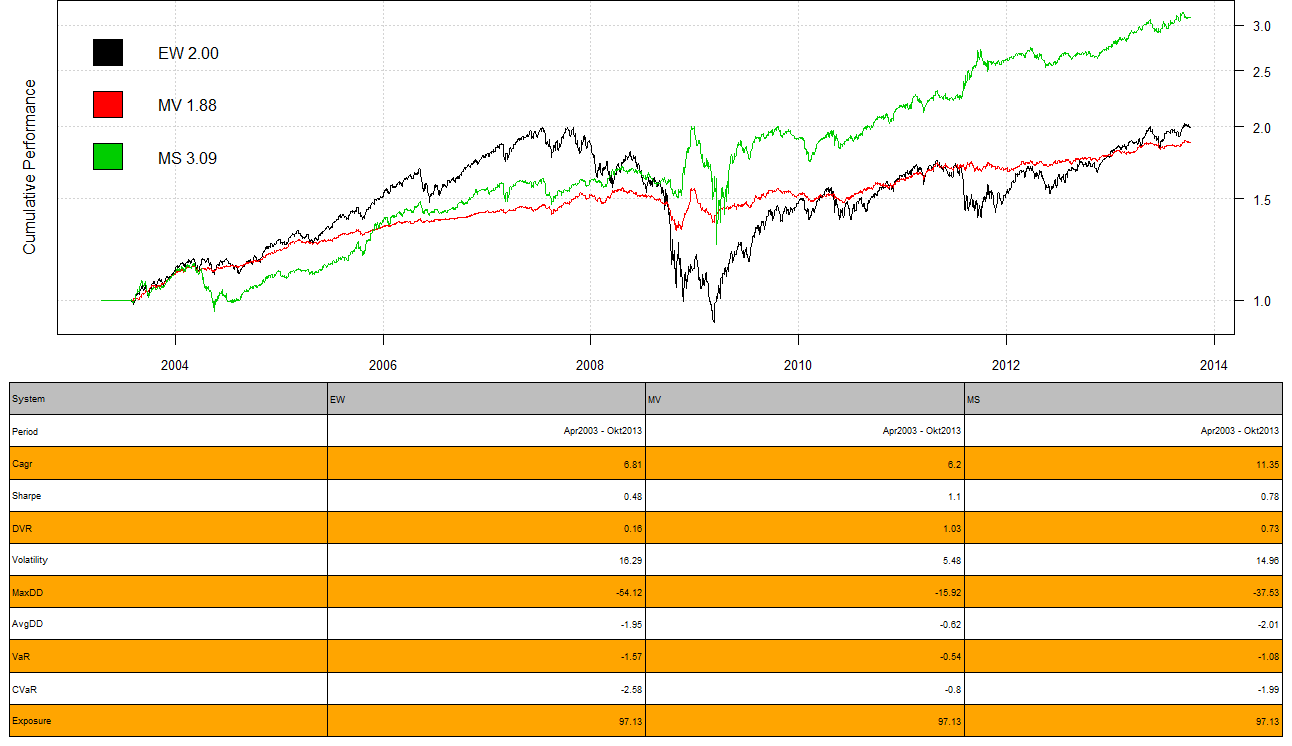 Cumulative Performance
EW 2.00
MV 1.88
MS 3.09
3.0
2.5
2.0
1.5
1.0
2004 2006 2008 2010 2012 2014
System EW MV MS
Period Apr2003 - Okt2013 Apr2003 - Okt2013 Apr2003 - Okt2013
Cagr 6.81 6.2 11.35
Sharpe 0.48 1.1 0.78
DVR 0.16 1.03 0.73
Volatility 16.29 5.48 14.96
MaxDD -54.12 -15.92 -37.53
AvgDD -1.95 -0.62 -2.01
VaR -1.57 -0.54 -1.08
CVaR -2.58 -0.8 -1.99
Exposure 97.13 97.13 97.13